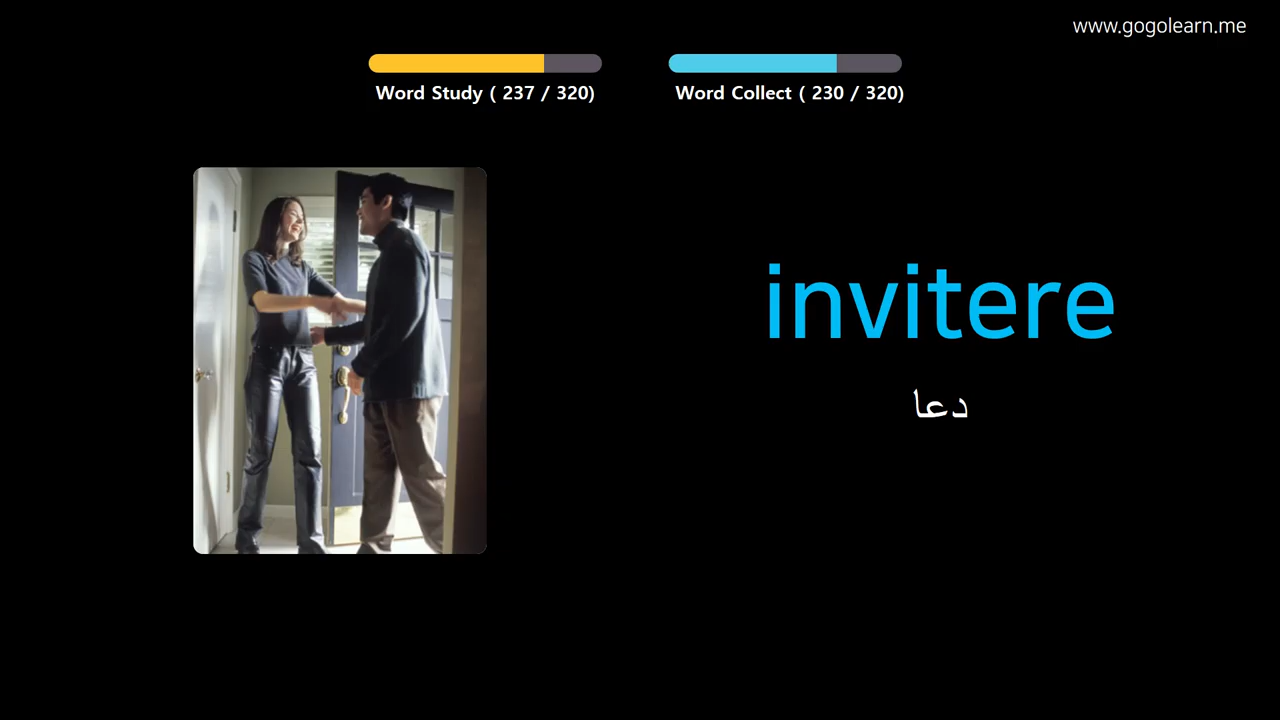 www.gogolearn.me
Word Study ( 237 / 320)
Word Collect ( 230 / 320)
invitere
دعا